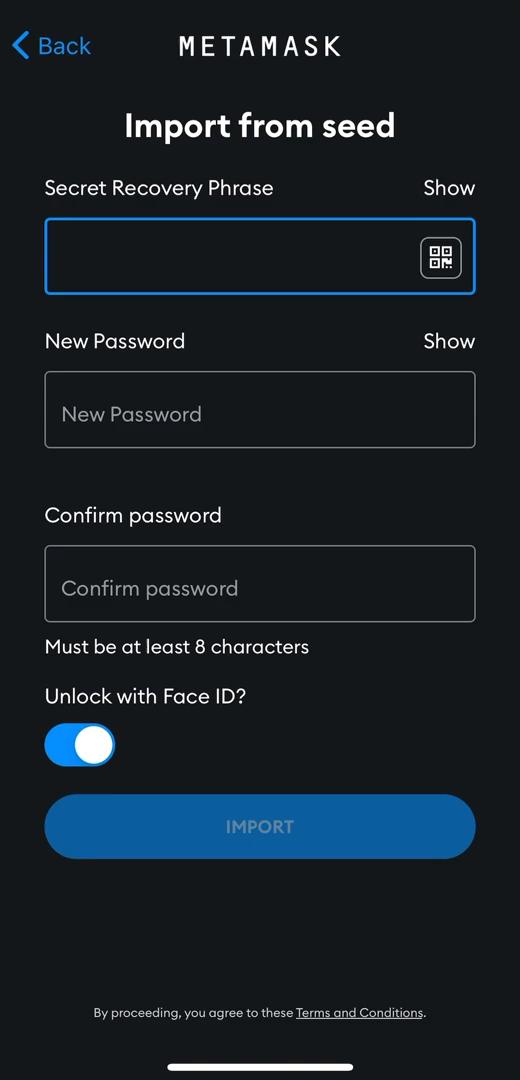 Back
METAMASK
Import from seed
Secret Recovery Phrase Show
New Password Show
New Password
Confirm password
Confirm password
Must be at least 8 characters
Unlock with Face ID?
IMPORT
By proceeding, you agree to these Terms and Conditions.